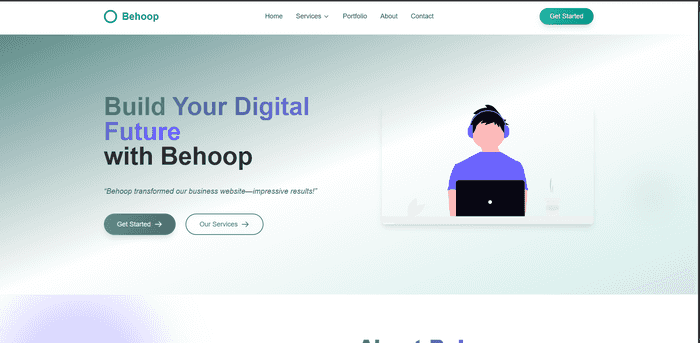 Behoop
Home Services Portfolio About Contact
Get Started
Build Your Digital
Future
with Behoop
“Behoop transformed our business website—impressive results!”
Get Started →
Our Services →
About